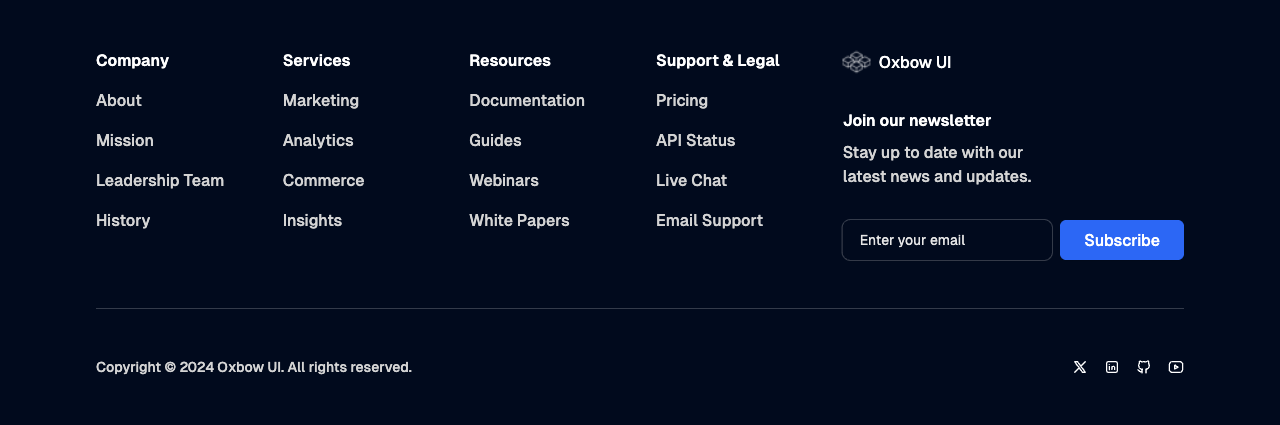 Company
About
Mission
Leadership Team
History
Services
Marketing
Analytics
Commerce
Insights
Resources
Documentation
Guides
Webinars
White Papers
Support & Legal
Pricing
API Status
Live Chat
Email Support
Oxbow UI
Join our newsletter
Stay up to date with our
latest news and updates.
Enter your email
Subscribe
Copyright © 2024 Oxbow UI. All rights reserved.